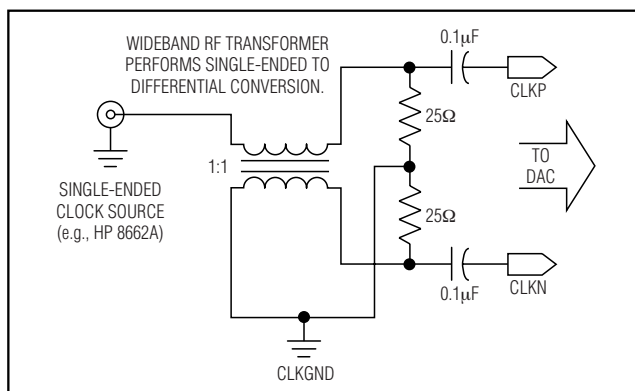 WIDEBAND RF TRANSFORMER
PERFORMS SINGLE-ENDED TO
DIFFERENTIAL CONVERSION.
0.1μF
CLKP
25Ω
1:1
TO
DAC
SINGLE-ENDED
CLOCK SOURCE
(e.g., HP 8662A)
25Ω
0.1μF
CLKN
CLKGND